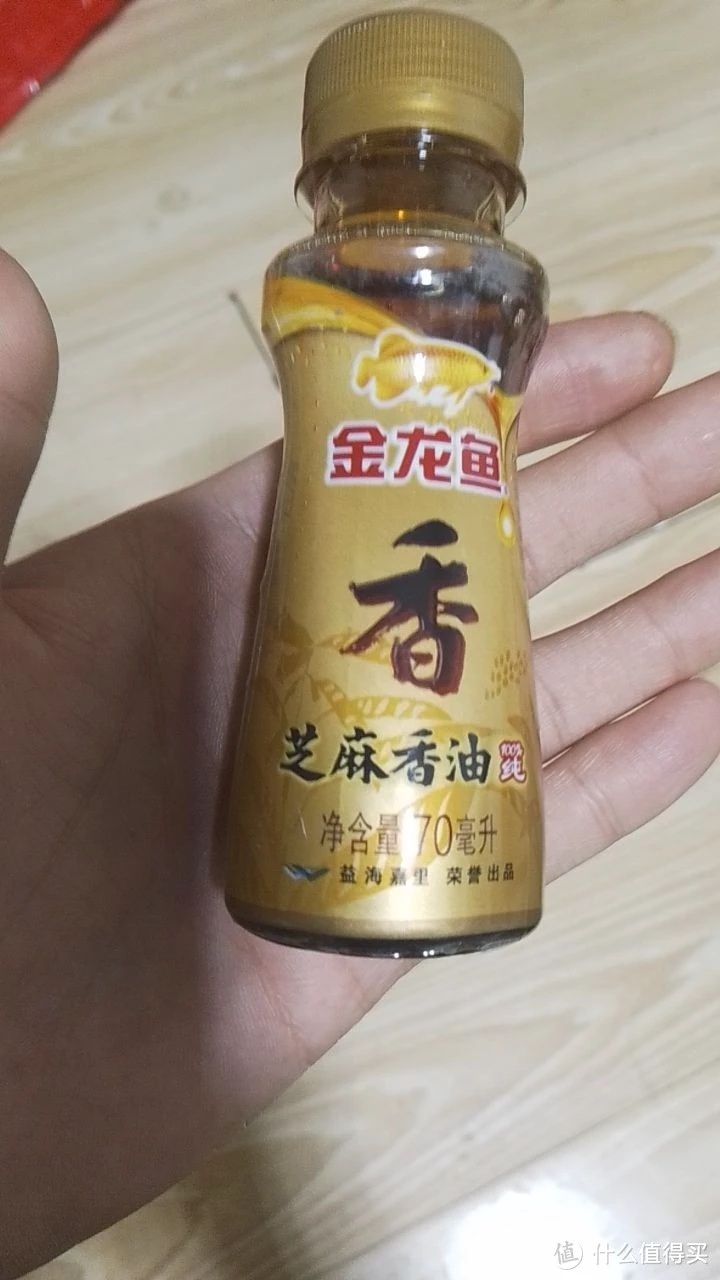 金龙鱼
香
芝麻香油 100% 纯
净含量 70毫升
益海嘉里 荣誉出品
值 什么值得买